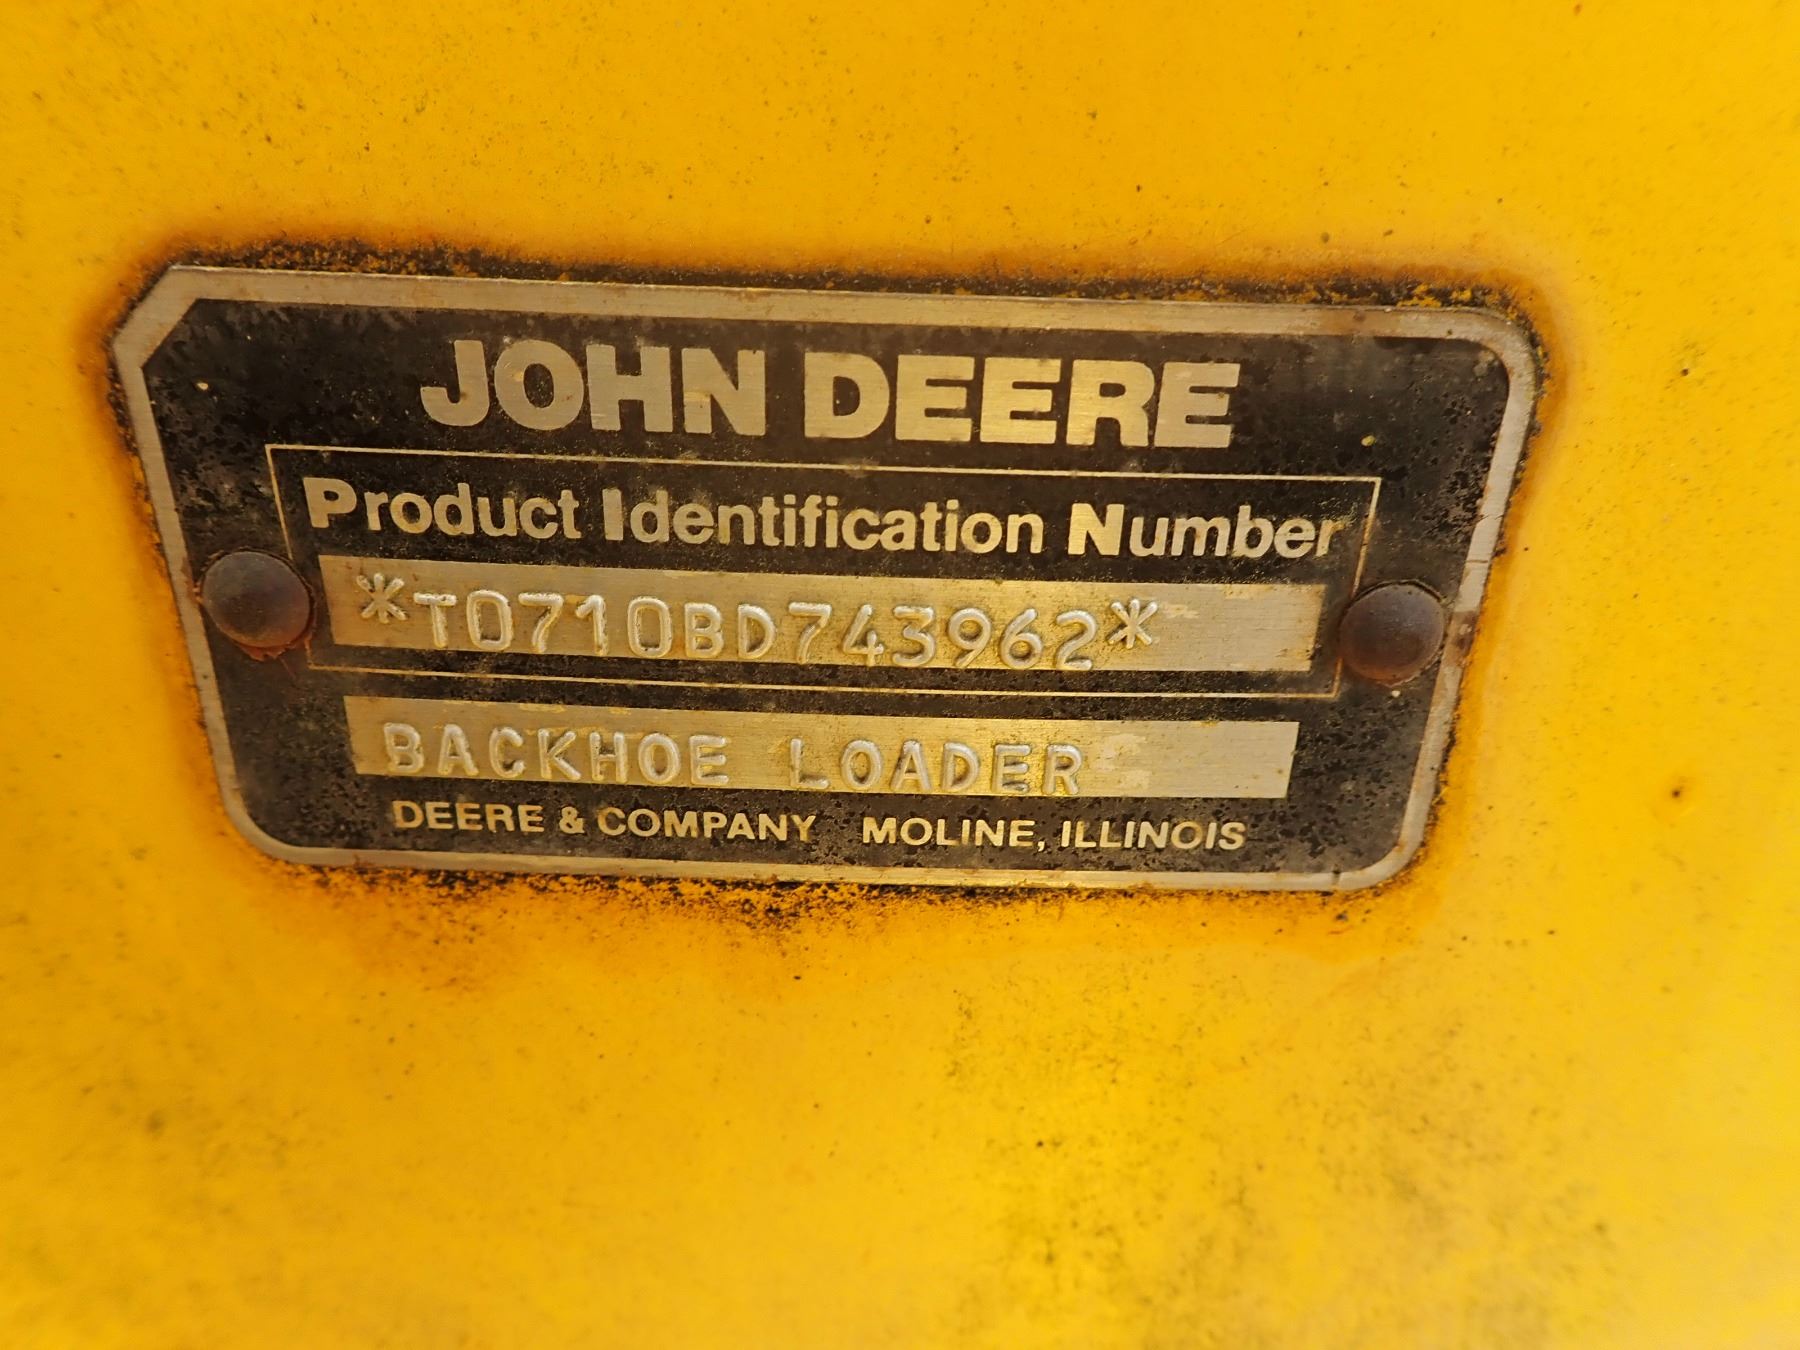 JOHN DEERE
Product Identification Number
*T0710BD743962*
BACKHOE LOADER
DEERE & COMPANY MOLINE, ILLINOIS